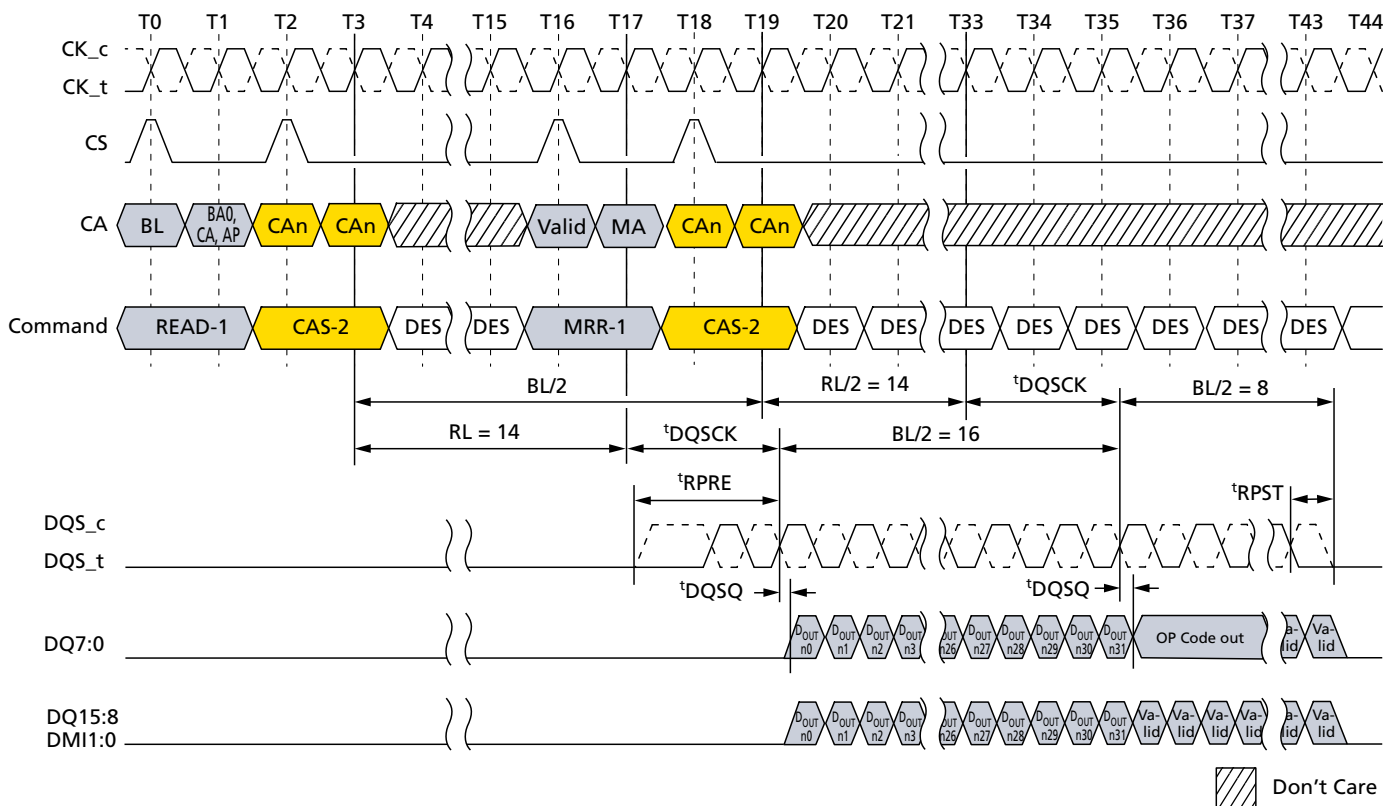 T0 T1 T2 T3 T4 T15 T16 T17 T18 T19 T20 T21 T33 T34 T35 T36 T37 T43 T44
CK_c
CK_t
CS
CA BL BA0, CA, AP CAn CAn Valid MA CAn CAn
Command READ-1 CAS-2 DES DES MRR-1 CAS-2 DES DES DES DES DES DES DES DES
BL/2 RL/2 = 14 tDQSCK BL/2 = 8
RL = 14 tDQSCK BL/2 = 16
tRPRE tRPST
DQS_c
DQS_t
tDQSQ tDQSQ
DQ7:0 DOUT n0 DOUT n1 DOUT n2 DOUT n3 OUT n26 DOUT n27 DOUT n28 DOUT n29 DOUT n30 DOUT n31 OP Code out a-lid Va-lid
DQ15:8
DMI1:0 DOUT n0 DOUT n1 DOUT n2 DOUT n3 OUT n26 DOUT n27 DOUT n28 DOUT n29 DOUT n30 DOUT n31 Va-lid Va-lid Va-lid Va-lid a-lid Va-lid
Don't Care